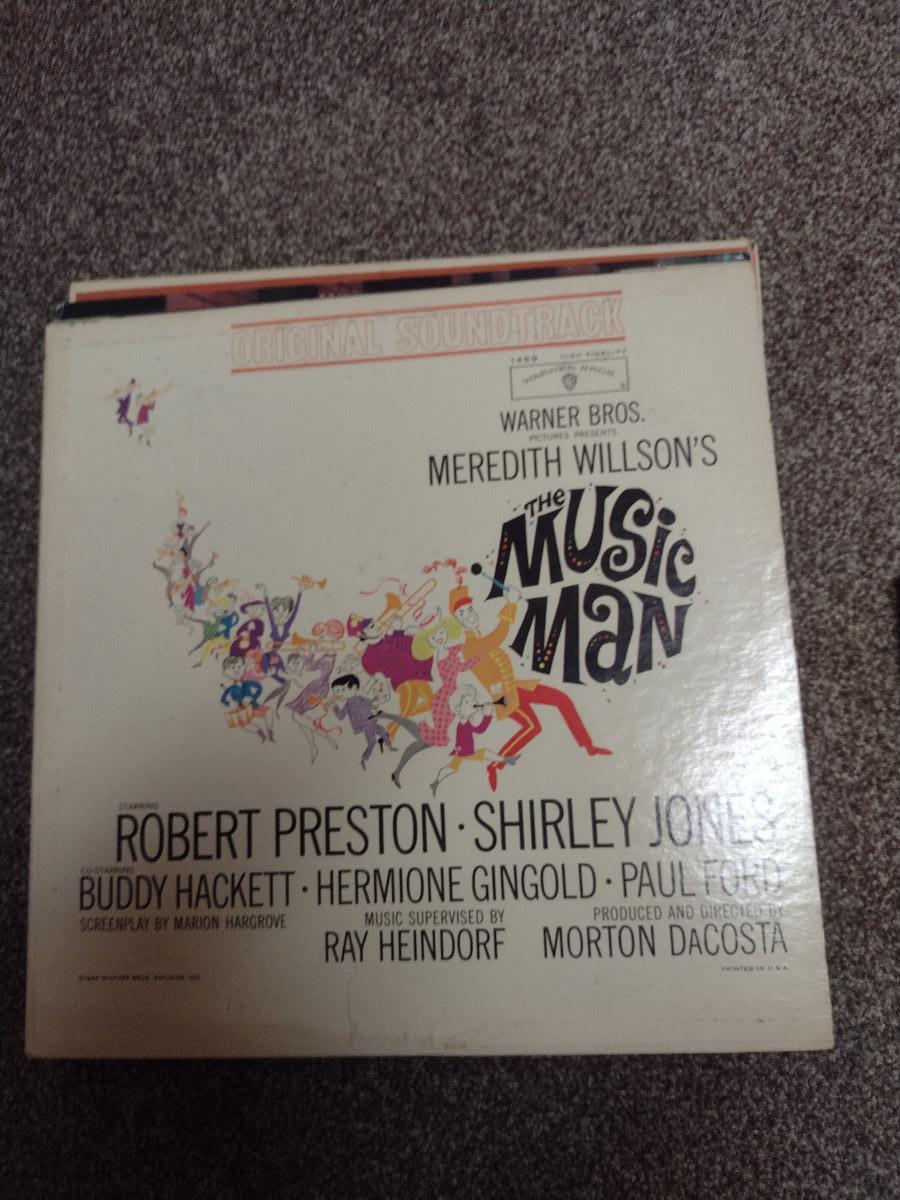 ORIGINAL SOUNDTRACK
1459 HIGH FIDELITY
WARNER BROS
WARNER BROS.
PICTURES PRESENTS
MEREDITH WILLSON'S
THE
MUSIC
MAN
STARRING
ROBERT PRESTON · SHIRLEY JONES
CO-STARRING
BUDDY HACKETT · HERMIONE GINGOLD · PAUL FORD
SCREENPLAY BY MARION HARGROVE
MUSIC SUPERVISED BY
RAY HEINDORF
PRODUCED AND DIRECTED BY
MORTON DACOSTA
PRINTED IN U.S.A.